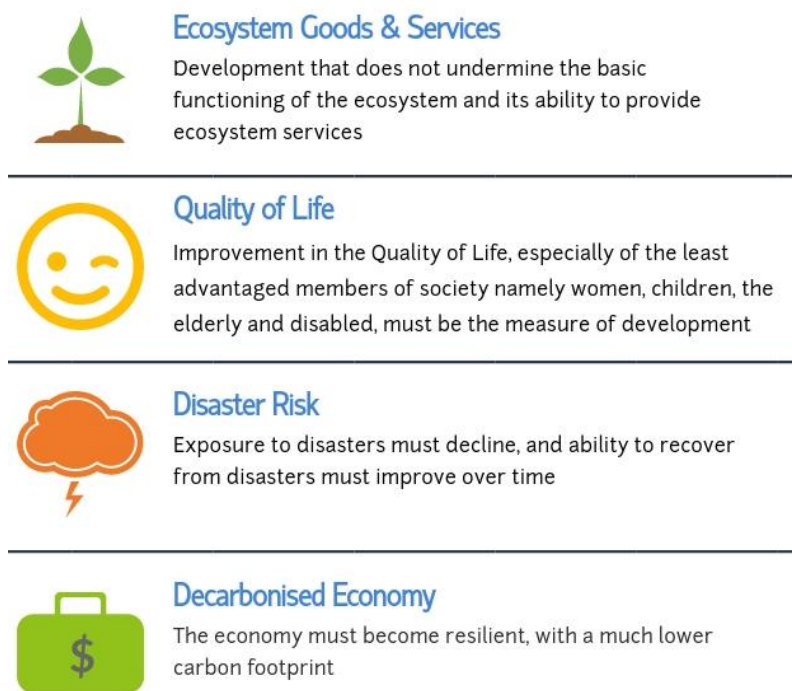 Ecosystem Goods & Services
Development that does not undermine the basic
functioning of the ecosystem and its ability to provide
ecosystem services
Quality of Life
Improvement in the Quality of Life, especially of the least
advantaged members of society namely women, children, the
elderly and disabled, must be the measure of development
Disaster Risk
Exposure to disasters must decline, and ability to recover
from disasters must improve over time
Decarbonised Economy
The economy must become resilient, with a much lower
carbon footprint
$